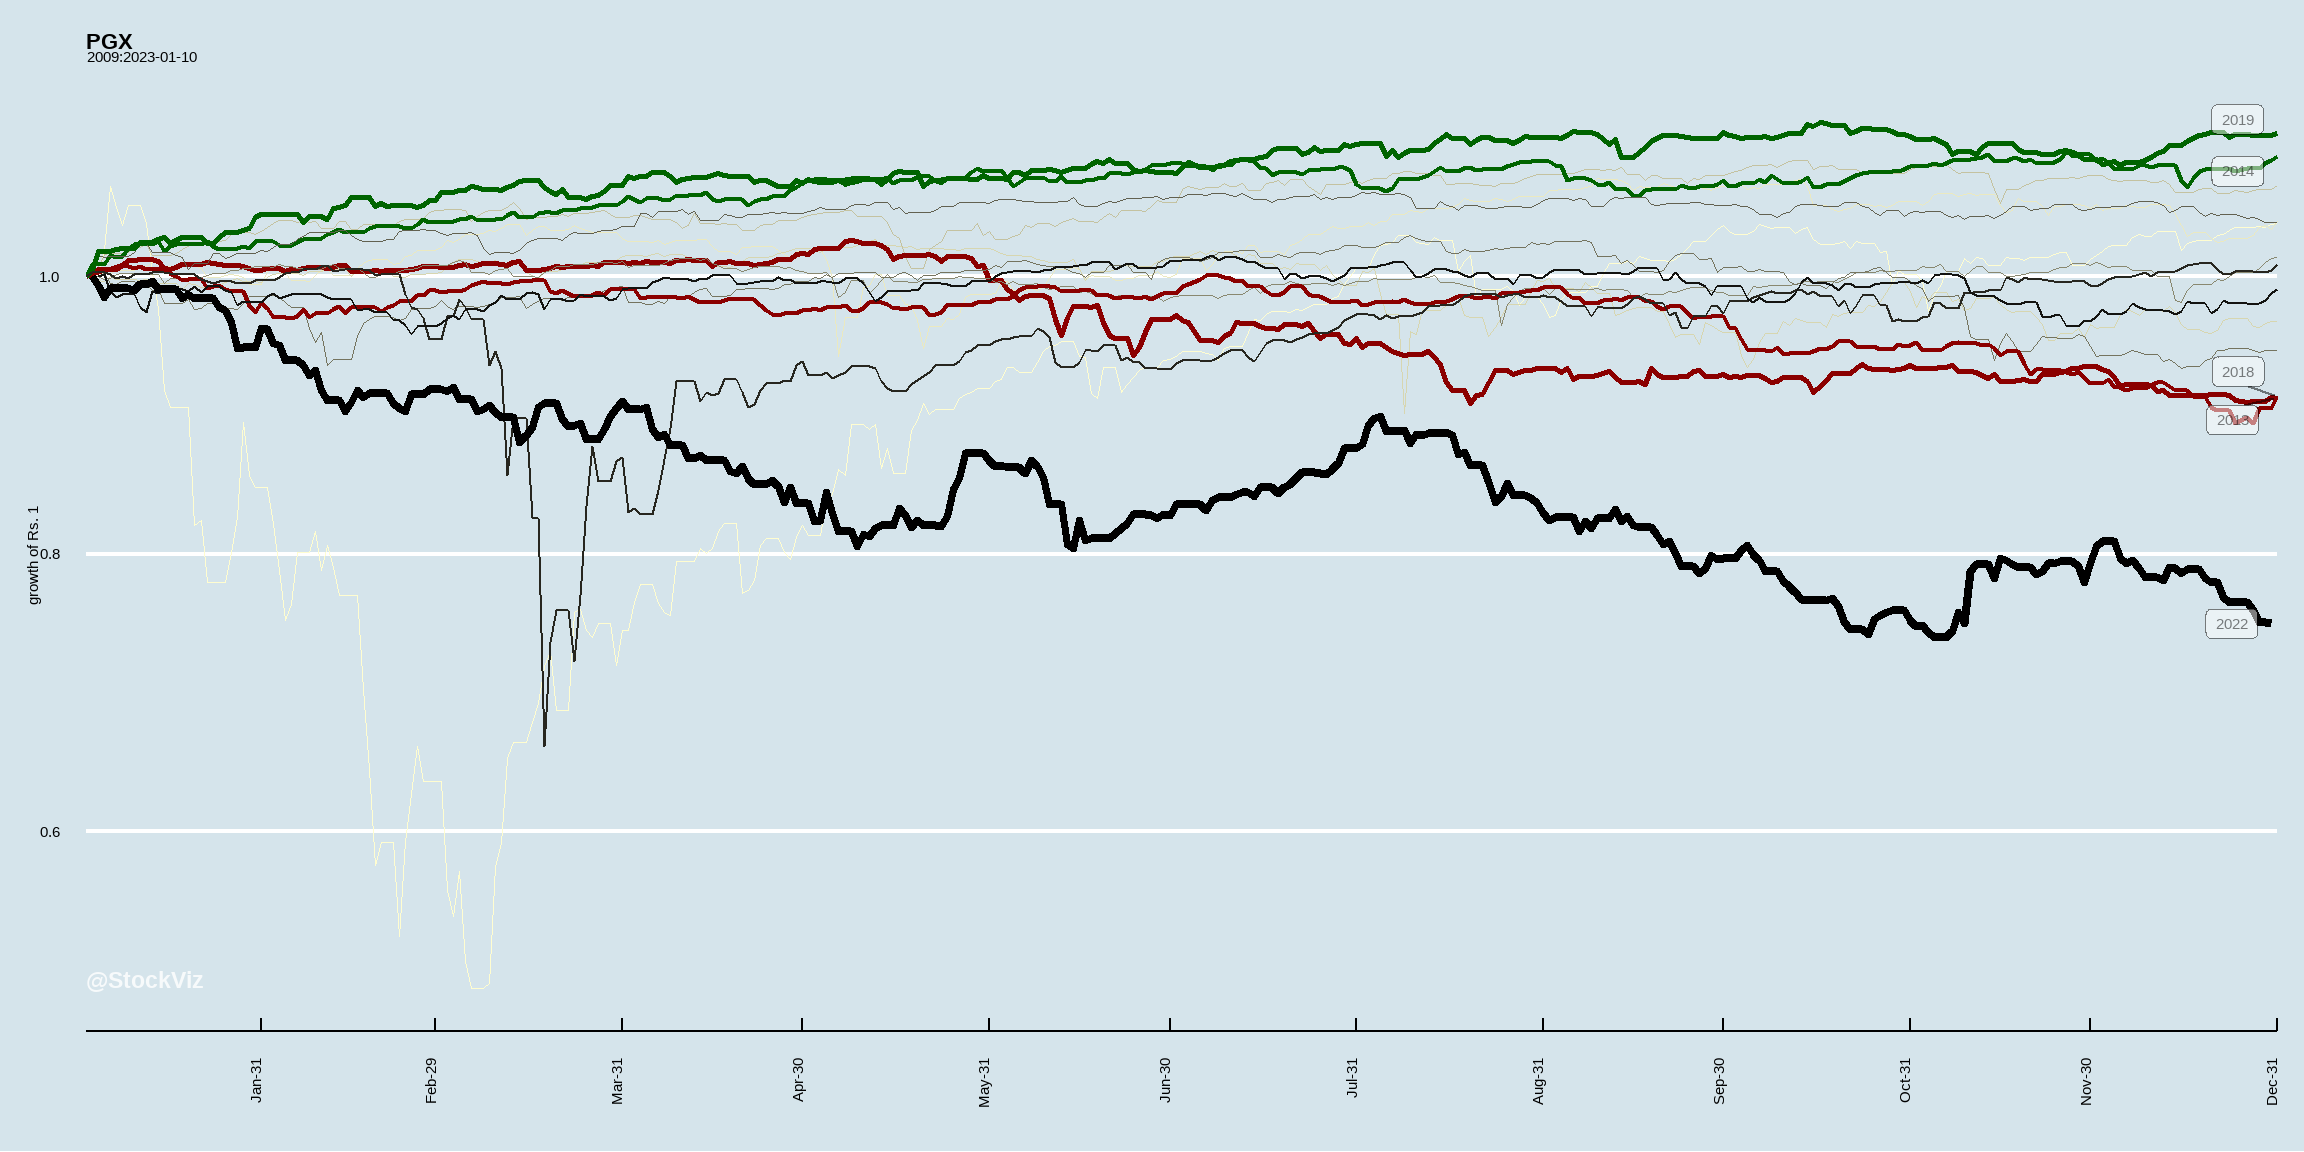 PGX
2009:2023-01-10
2019
2014
1.0
2018
growth of Rs. 1
0.8
2022
0.6
@StockViz
Jan-31
Feb-29
Mar-31
Apr-30
May-31
Jun-30
Jul-31
Aug-31
Sep-30
Oct-31
Nov-30
Dec-31